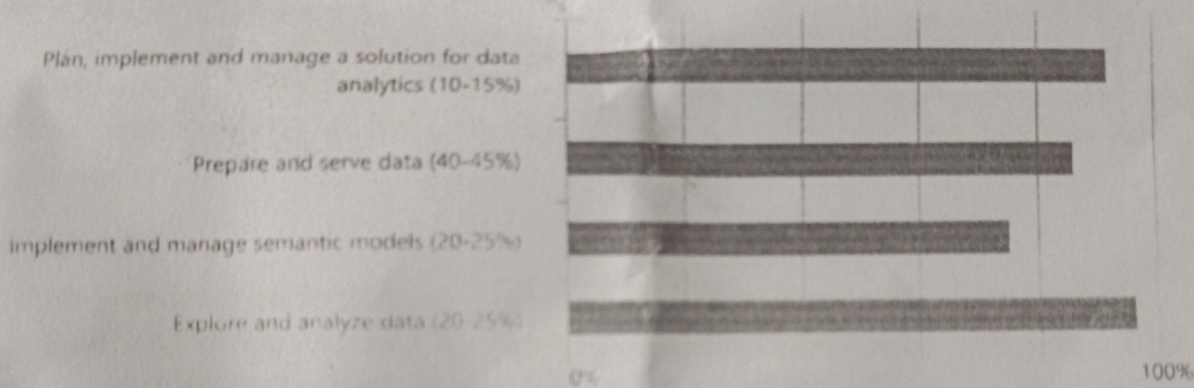 Plan, implement and manage a solution for data
analytics (10-15%)
Prepare and serve data (40-45%)
implement and manage semantic models (20-25%)
Explore and analyze data (20-25%)
0%
100%